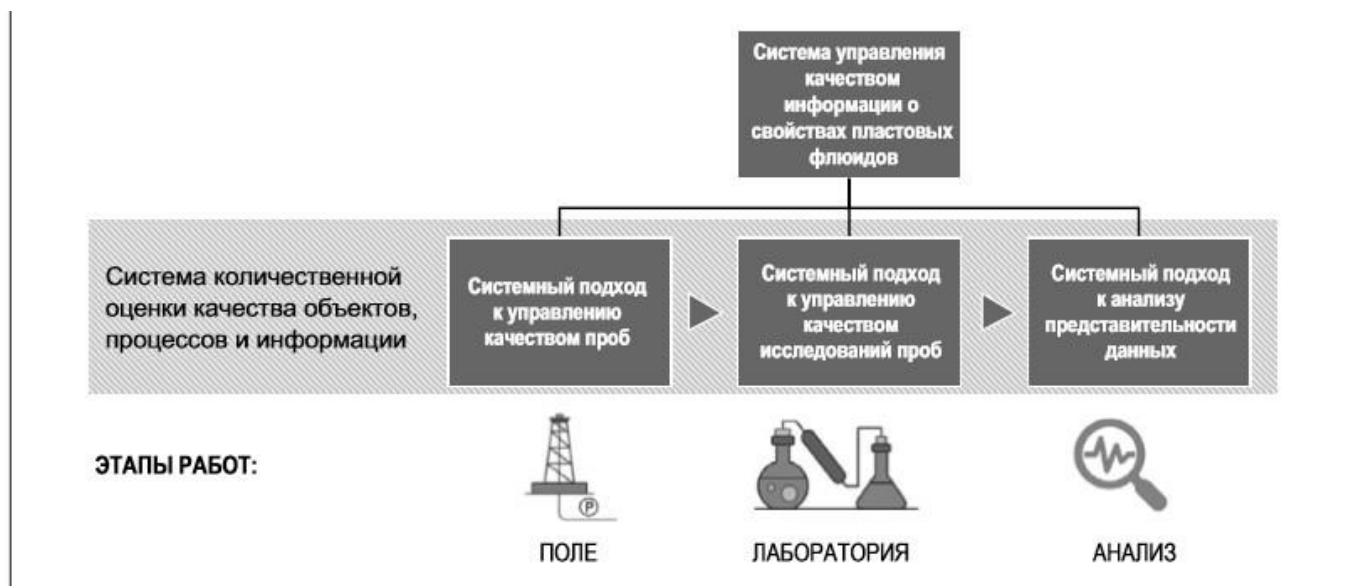 Система управления
качеством
информации о
свойствах пластовых
флюидов
Система количественной
оценки качества объектов,
процессов и информации
Системный подход
к управлению
качеством проб
Системный подход
к управлению
качеством
исследований проб
Системный подход
к анализу
представительности
данных
ЭТАПЫ РАБОТ:
P
ПОЛЕ
ЛАБОРАТОРИЯ
АНАЛИЗ